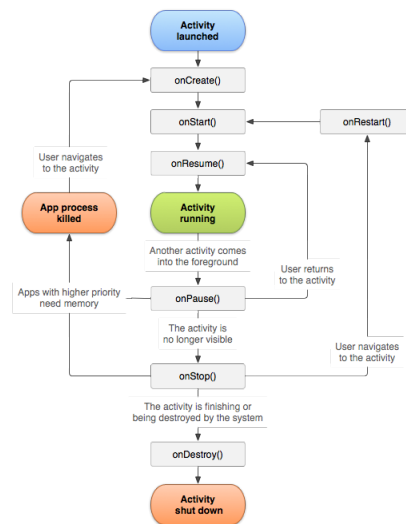 Activity
launched
onCreate()
onStart()
onRestart()
User navigates
to the activity
onResume()
App process
killed
Activity
running
Another activity comes
into the foreground
User returns
to the activity
Apps with higher priority
need memory
onPause()
The activity is
no longer visible
User navigates
to the activity
onStop()
The activity is finishing or
being destroyed by the system
onDestroy()
Activity
shut down